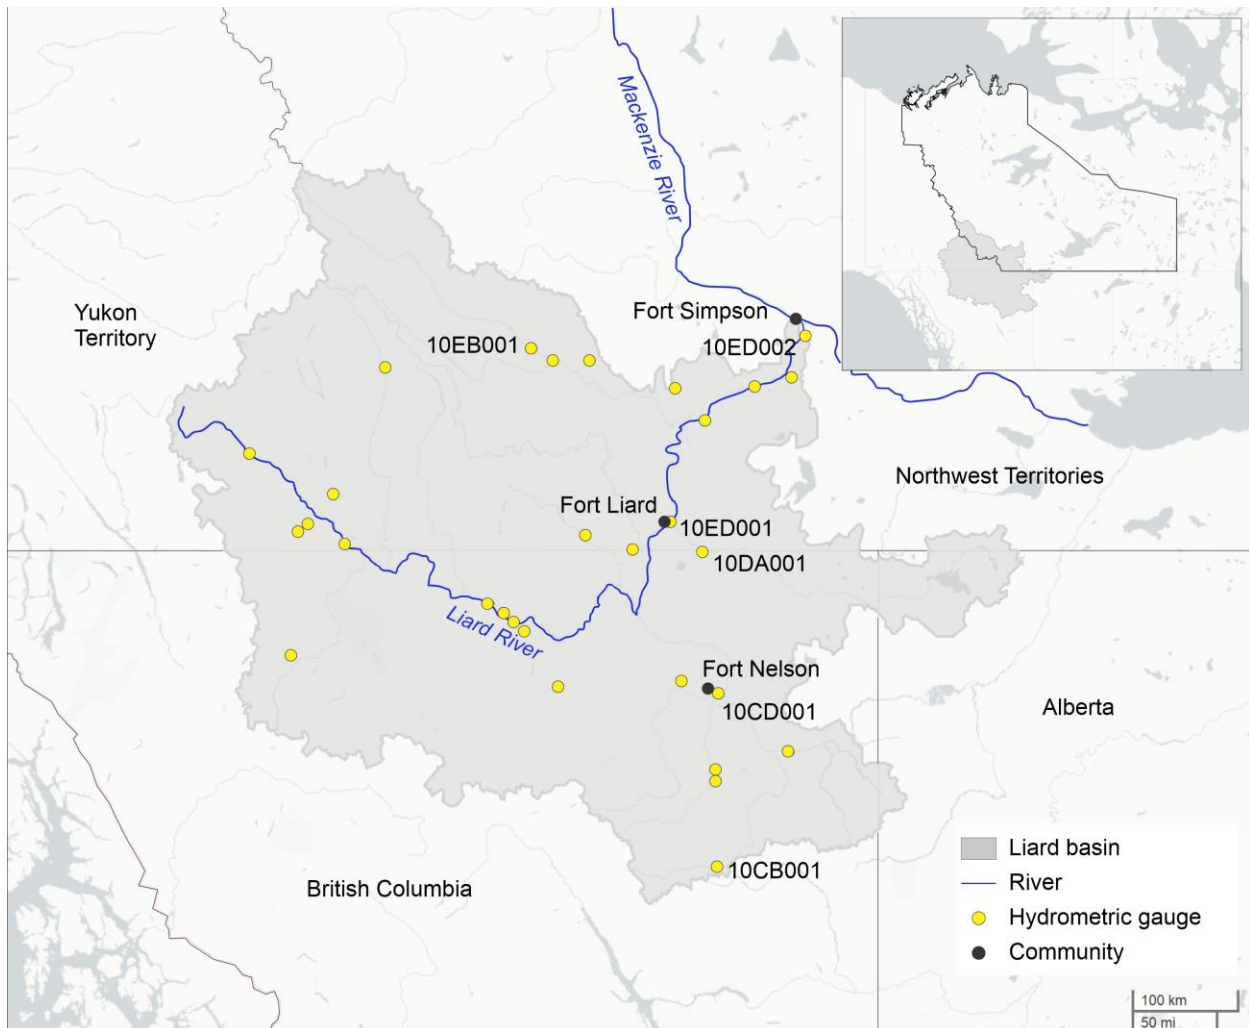 Mackenzie River
Yukon
Territory
Fort Simpson
10EB001
10ED002
Northwest Territories
Fort Liard
10ED001
10DA001
Liard River
Fort Nelson
10CD001
Alberta
10CB001
British Columbia
Liard basin
River
Hydrometric gauge
Community
100 km
50 mi